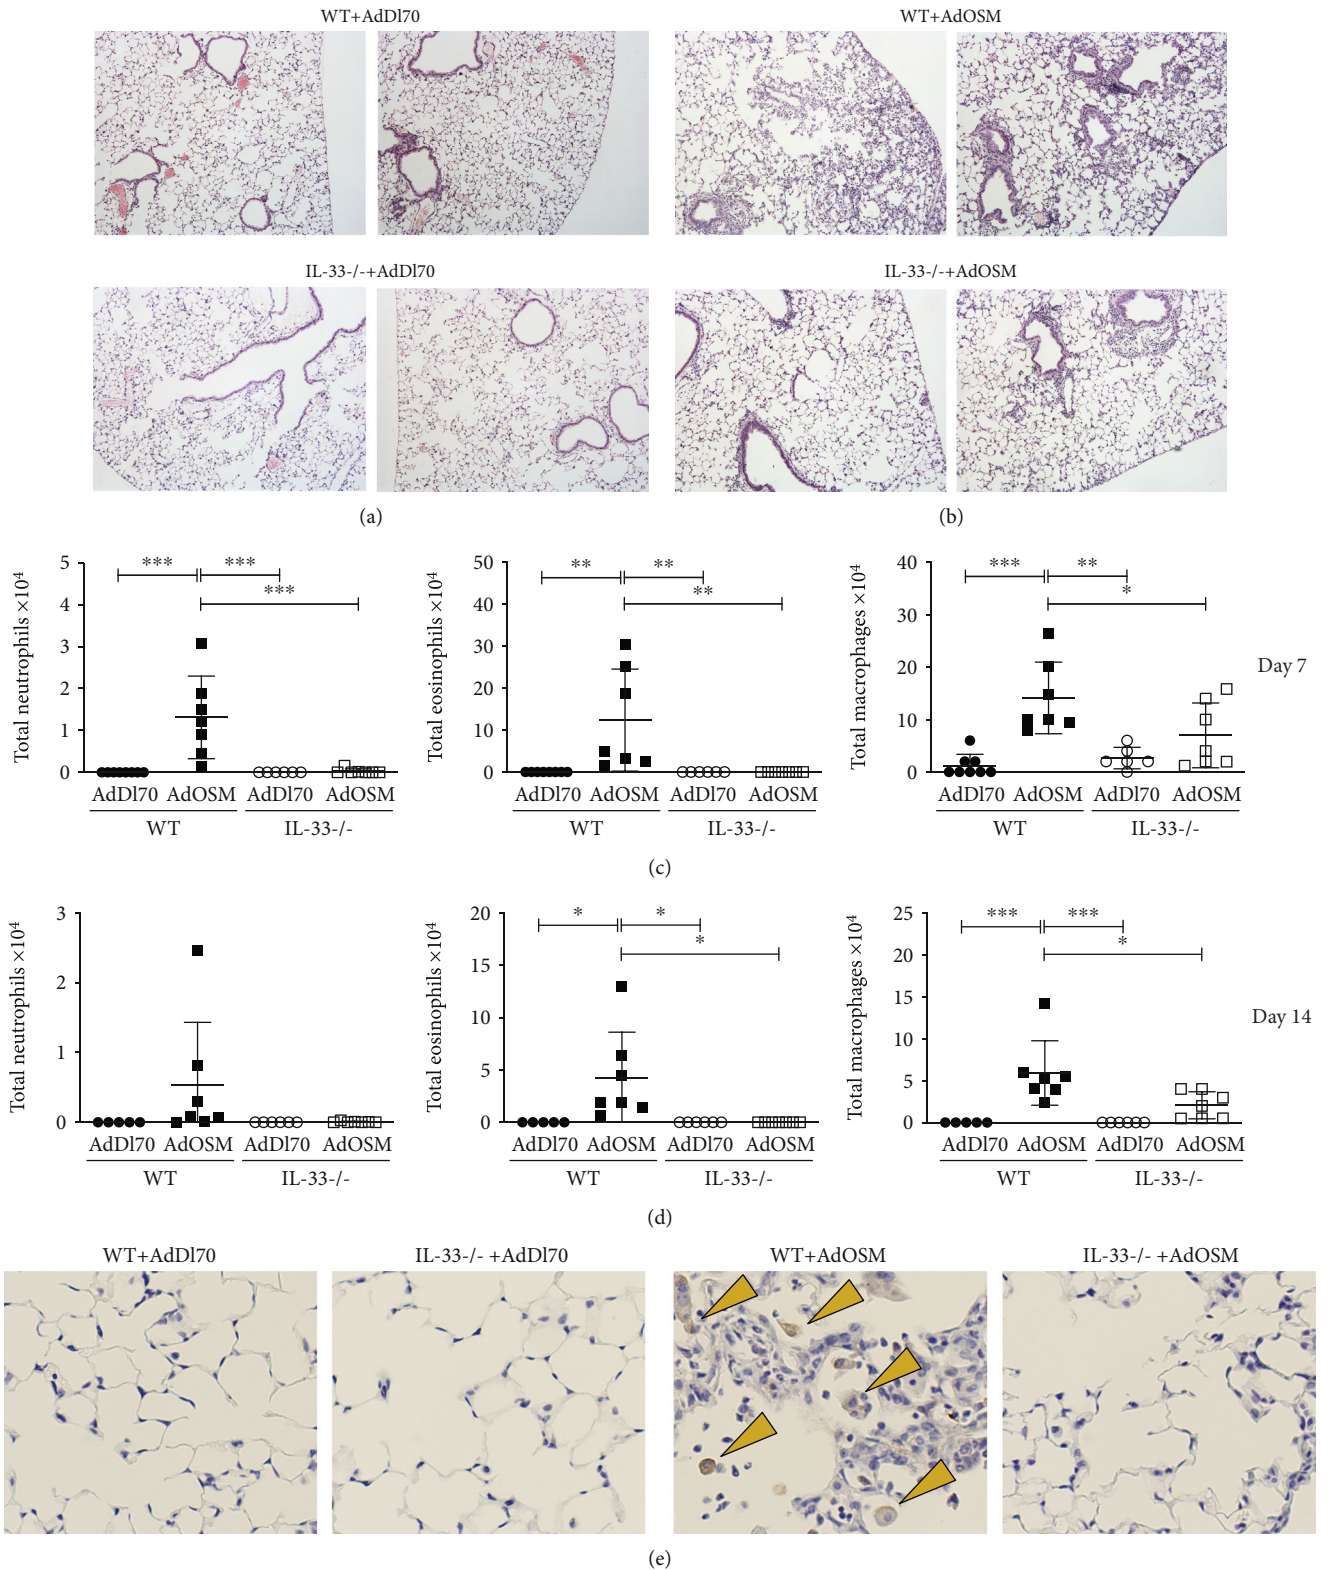 WT+AdDl70 WT+AdOSM
IL-33-/-+AdDl70 IL-33-/-+AdOSM
(a) (b)
Total neutrophils ×10⁴
5
4
3
2
1
0
*** ***
***
AdDl70 AdOSM AdDl70 AdOSM
WT IL-33-/-
Total eosinophils ×10⁴
50
40
30
20
10
0
** **
**
AdDl70 AdOSM AdDl70 AdOSM
WT IL-33-/-
Total macrophages ×10⁴
40
30
20
10
0
*** **
*
AdDl70 AdOSM AdDl70 AdOSM
WT IL-33-/-
Day 7
(c)
Total neutrophils ×10⁴
3
2
1
0
AdDl70 AdOSM AdDl70 AdOSM
WT IL-33-/-
Total eosinophils ×10⁴
20
15
10
5
0
* *
*
AdDl70 AdOSM AdDl70 AdOSM
WT IL-33-/-
Total macrophages ×10⁴
25
20
15
10
5
0
*** ***
*
AdDl70 AdOSM AdDl70 AdOSM
WT IL-33-/-
Day 14
(d)
WT+AdDl70 IL-33-/- +AdDl70 WT+AdOSM IL-33-/- +AdOSM
(e)